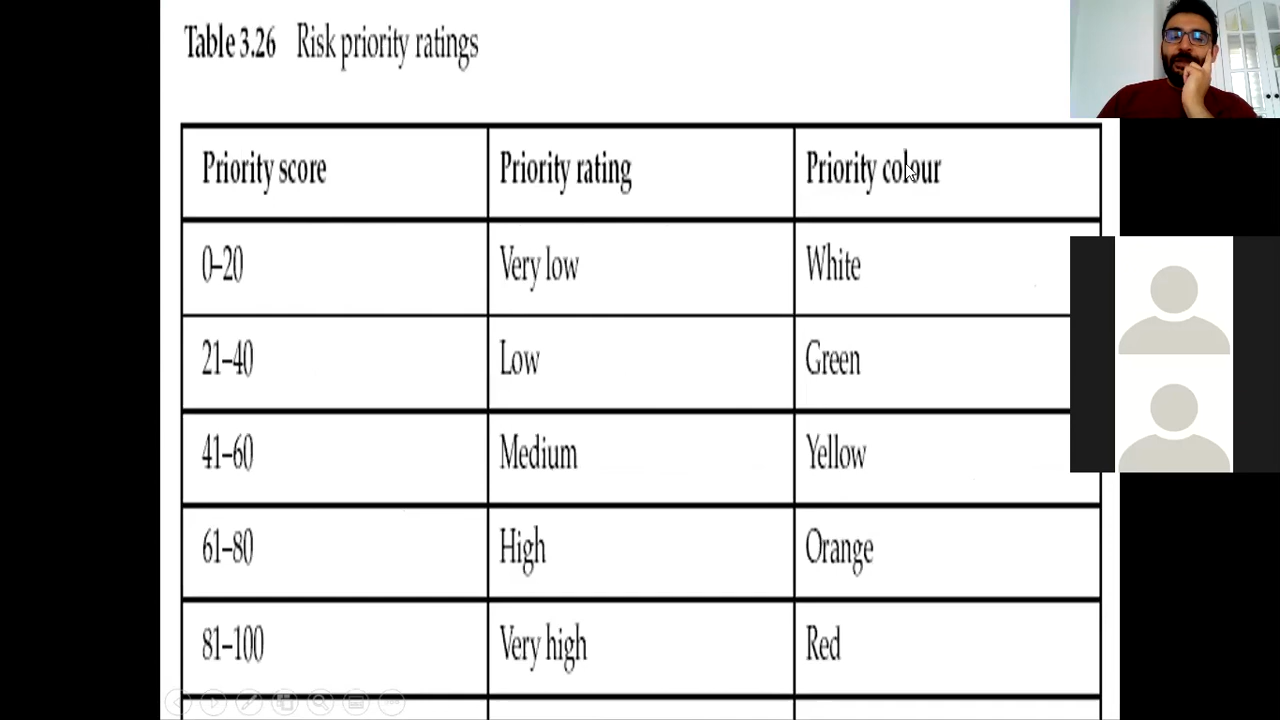 Table 3.26 Risk priority ratings
Priority score Priority rating Priority colour
0–20 Very low White
21–40 Low Green
41–60 Medium Yellow
61–80 High Orange
81–100 Very high Red